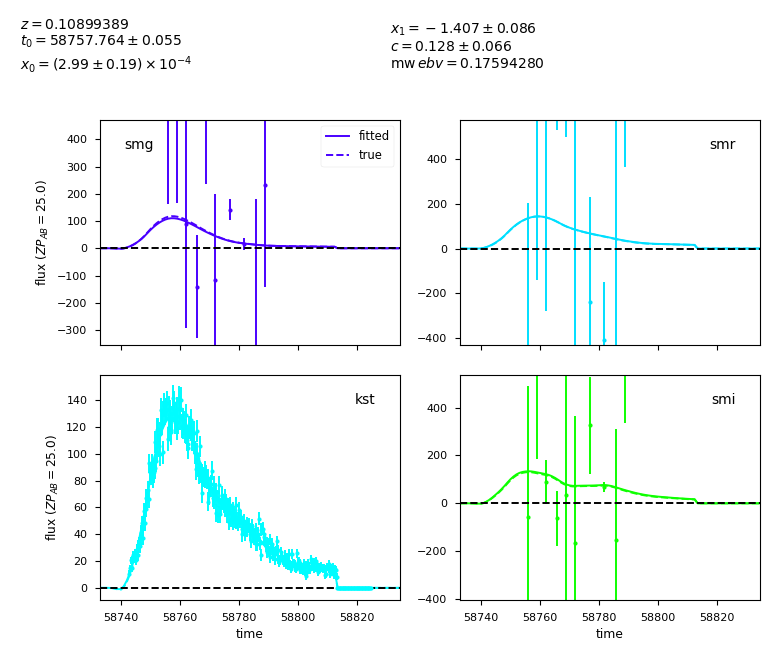 z = 0.10899389
t₀ = 58757.764 ± 0.055
x₀ = (2.99 ± 0.19) × 10⁻⁴
x₁ = −1.407 ± 0.086
c = 0.128 ± 0.066
mw ebv = 0.17594280
smg
fitted
true
400
300
200
100
0
−100
−200
−300
flux (ZP_AB = 25.0)
smr
400
200
0
−200
−400
kst
140
120
100
80
60
40
20
0
flux (ZP_AB = 25.0)
58740 58760 58780 58800 58820
time
smi
400
200
0
−200
−400
58740 58760 58780 58800 58820
time